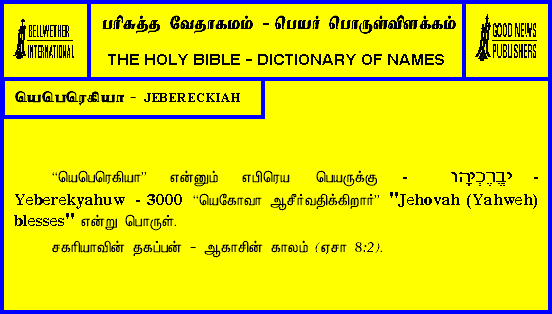 BELLWETHER
INTERNATIONAL
பரிசுத்த வேதாகமம் - பெயர் பொருள்விளக்கம்
THE HOLY BIBLE - DICTIONARY OF NAMES
GOOD NEWS
PUBLISHERS
யெபெரெகியா - JEBERECKIAH
“யெபெரெகியா” என்னும் எபிரெய பெயருக்கு - יְבֶרֶכְיָהוּ -
Yeberekyahuw - 3000 “யெகோவா ஆசீர்வதிக்கிறார்” "Jehovah (Yahweh)
blesses" என்று பொருள்.
சகரியாவின் தகப்பன் - ஆகாசின் காலம் (ஏசா 8:2).